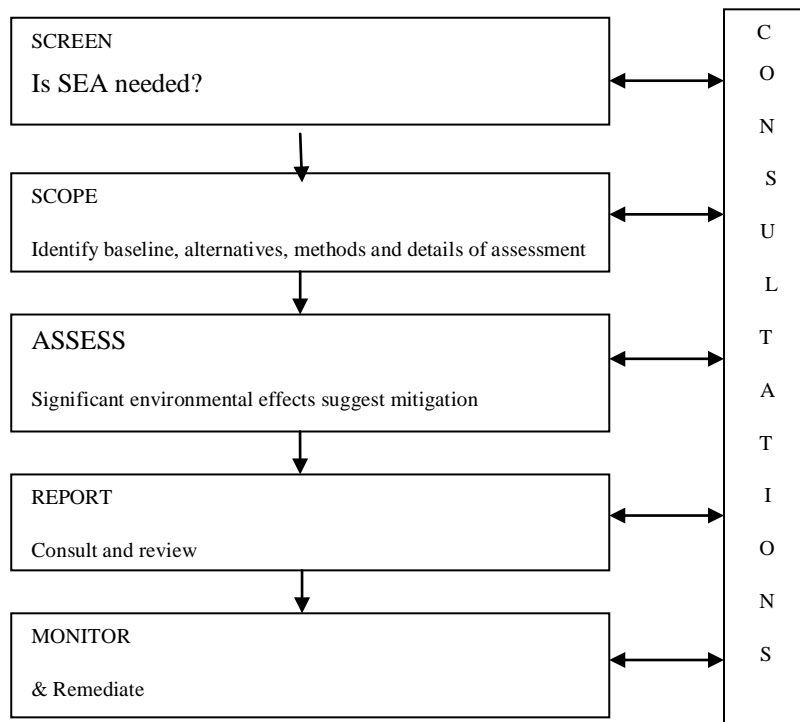 SCREEN
Is SEA needed?
SCOPE
Identify baseline, alternatives, methods and details of assessment
ASSESS
Significant environmental effects suggest mitigation
REPORT
Consult and review
MONITOR
& Remediate
C
O
N
S
U
L
T
A
T
I
O
N
S